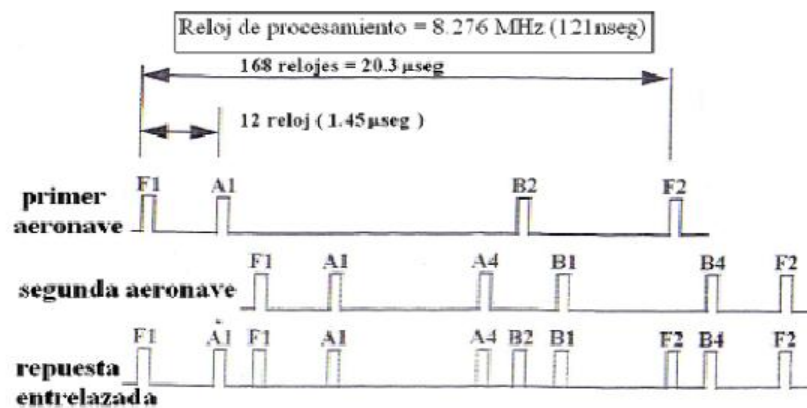 Reloj de procesamiento = 8.276 MHz (121nseg)
168 relojes = 20.3 µseg
12 reloj ( 1.45µseg )
F1 A1 B2 F2
primer
aeronave
F1 A1 A4 B1 B4 F2
segunda aeronave
F1 A1 F1 A1 A4 B2 B1 F2 B4 F2
repuesta
entrelazada